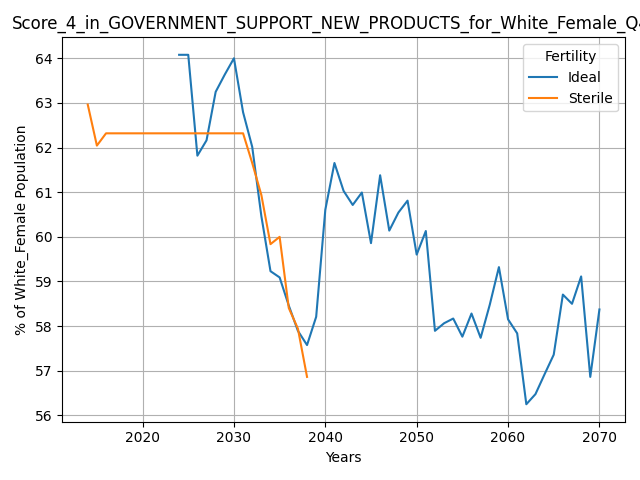 Score_4_in_GOVERNMENT_SUPPORT_NEW_PRODUCTS_for_White_Female_Q4
Fertility
Ideal
Sterile
% of White_Female Population
64
63
62
61
60
59
58
57
56
2020
2030
2040
2050
2060
2070
Years